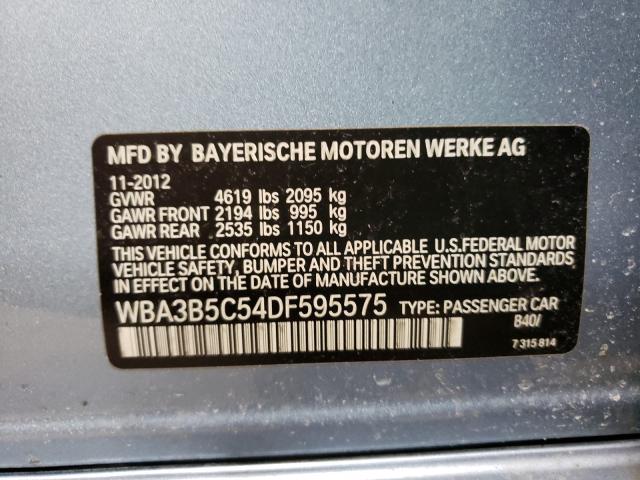 MFD BY BAYERISCHE MOTOREN WERKE AG
11-2012
GVWR 4619 lbs 2095 kg
GAWR FRONT 2194 lbs 995 kg
GAWR REAR 2535 lbs 1150 kg
THIS VEHICLE CONFORMS TO ALL APPLICABLE U.S.FEDERAL MOTOR
VEHICLE SAFETY, BUMPER AND THEFT PREVENTION STANDARDS
IN EFFECT ON THE DATE OF MANUFACTURE SHOWN ABOVE.
WBA3B5C54DF595575 TYPE: PASSENGER CAR
B40/
7 315 814